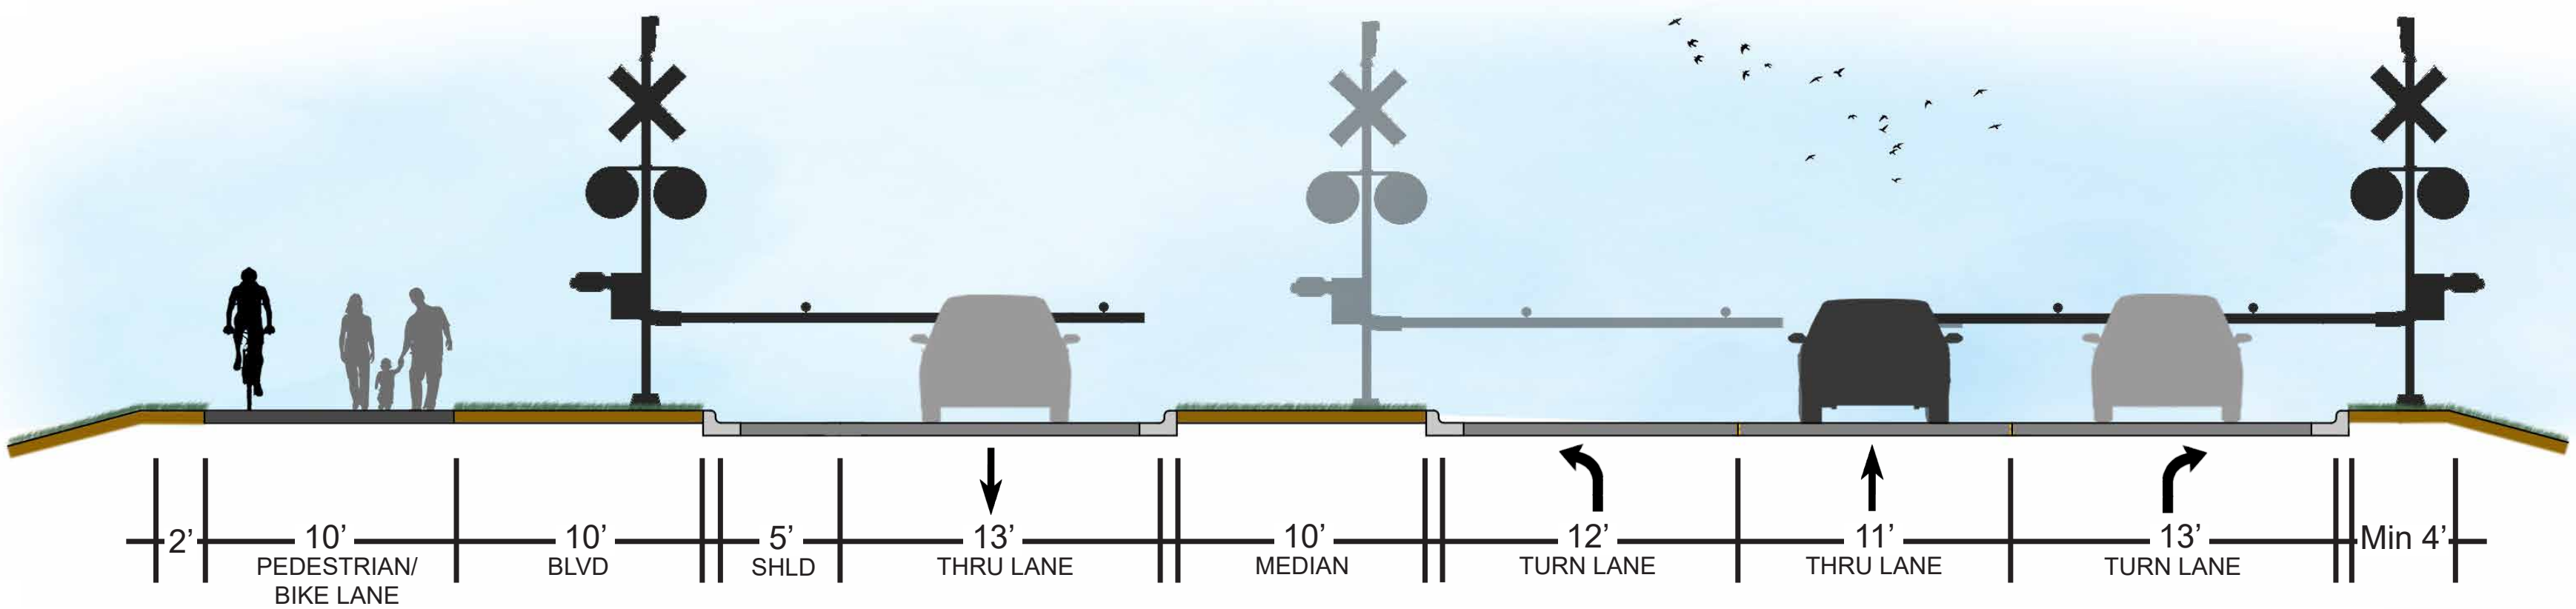 2’
10’
PEDESTRIAN/
BIKE LANE
10’
BLVD
5’
SHLD
13’
THRU LANE
10’
MEDIAN
12’
TURN LANE
11’
THRU LANE
13’
TURN LANE
Min 4’